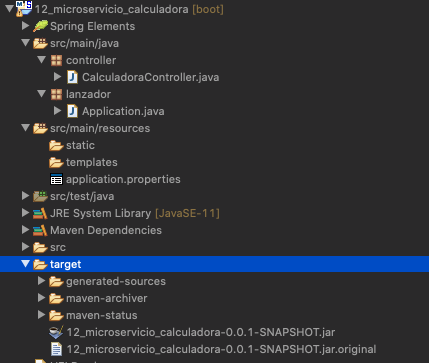 12_microservicio_calculadora [boot]
Spring Elements
src/main/java
controller
CalculadoraController.java
lanzador
Application.java
src/main/resources
static
templates
application.properties
src/test/java
JRE System Library [JavaSE-11]
Maven Dependencies
src
target
generated-sources
maven-archiver
maven-status
12_microservicio_calculadora-0.0.1-SNAPSHOT.jar
12_microservicio_calculadora-0.0.1-SNAPSHOT.jar.original